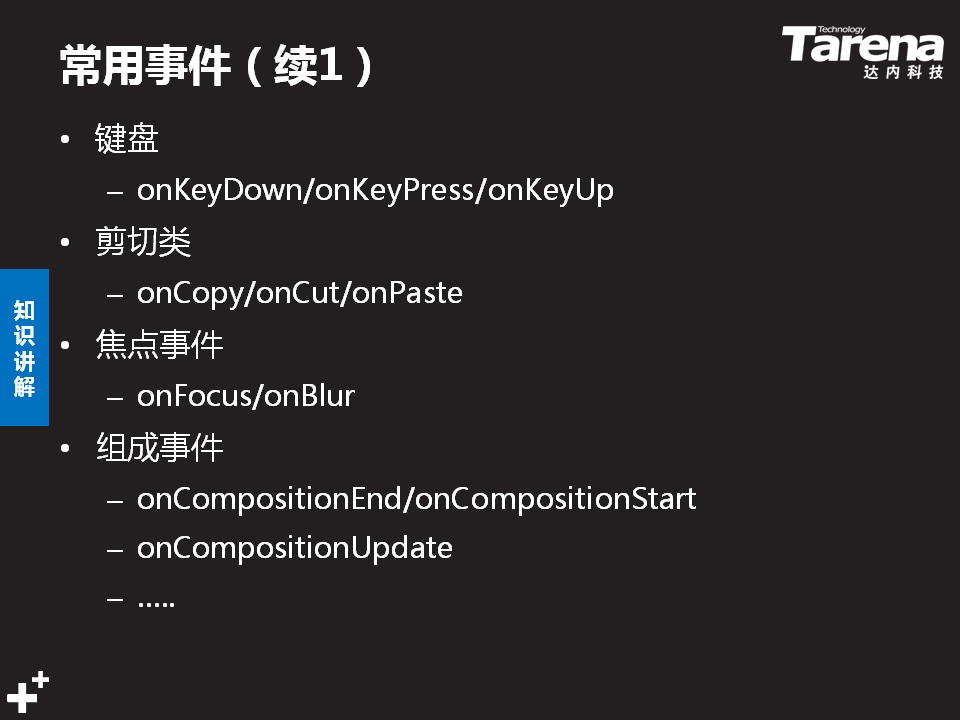 常用事件（续1）
Technology
Tarena
达内科技
• 键盘
– onKeyDown/onKeyPress/onKeyUp
• 剪切类
– onCopy/onCut/onPaste
• 焦点事件
– onFocus/onBlur
• 组成事件
– onCompositionEnd/onCompositionStart
– onCompositionUpdate
– .....
知识讲解